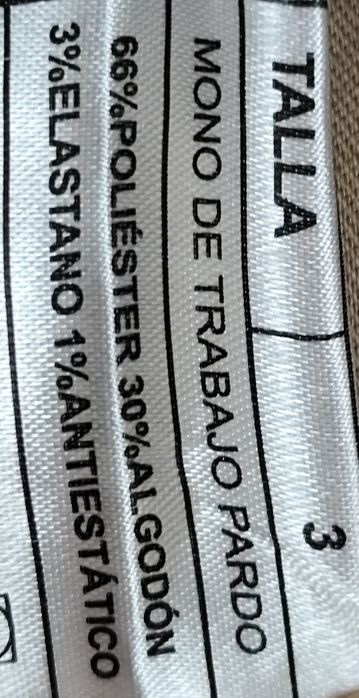 TALLA 3
MONO DE TRABAJO PARDO
66%POLIÉSTER 30%ALGODÓN
3%ELASTANO 1%ANTIESTÁTICO